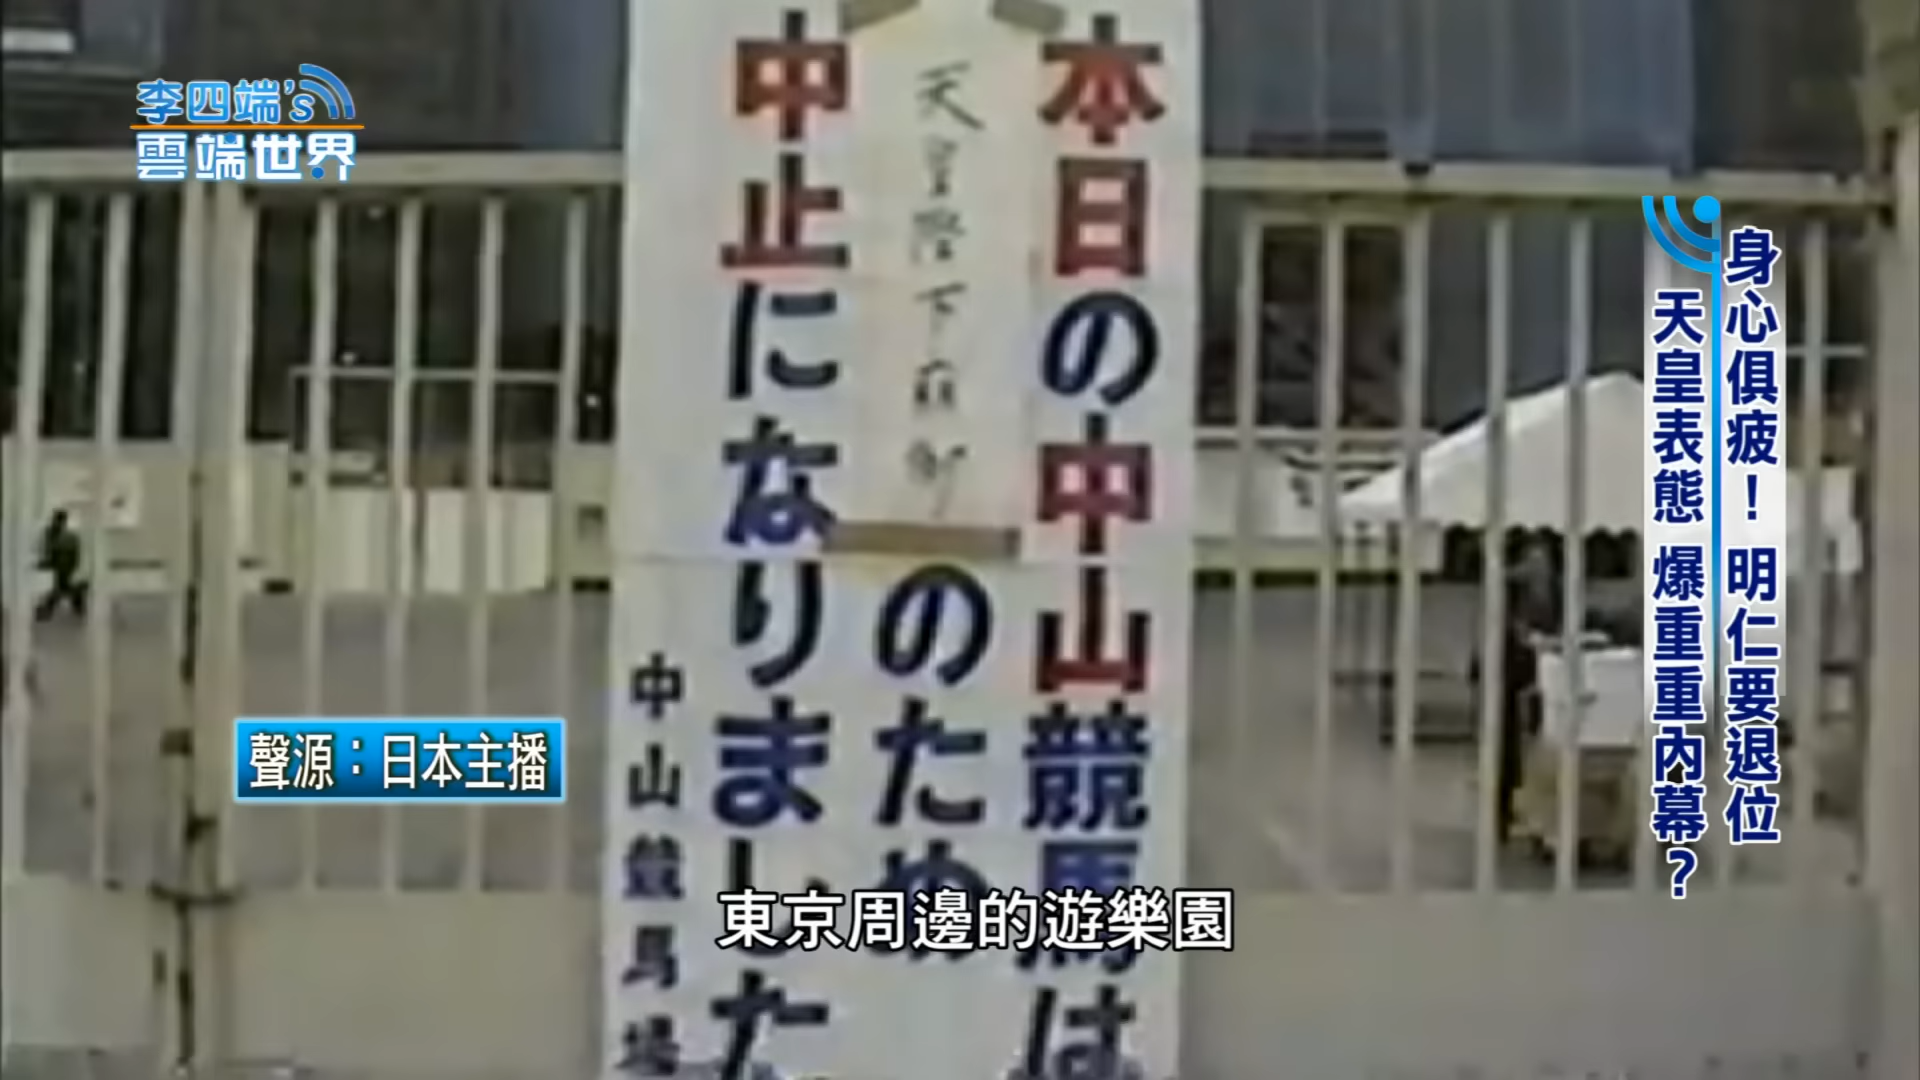 李四端's
雲端世界
本日の中山競馬は
天皇陛下崩御
のため
中止になりました
中山競馬場
身心俱疲！ 明仁要退位
天皇表態 爆重重內幕？
聲源：日本主播
東京周邊的遊樂園